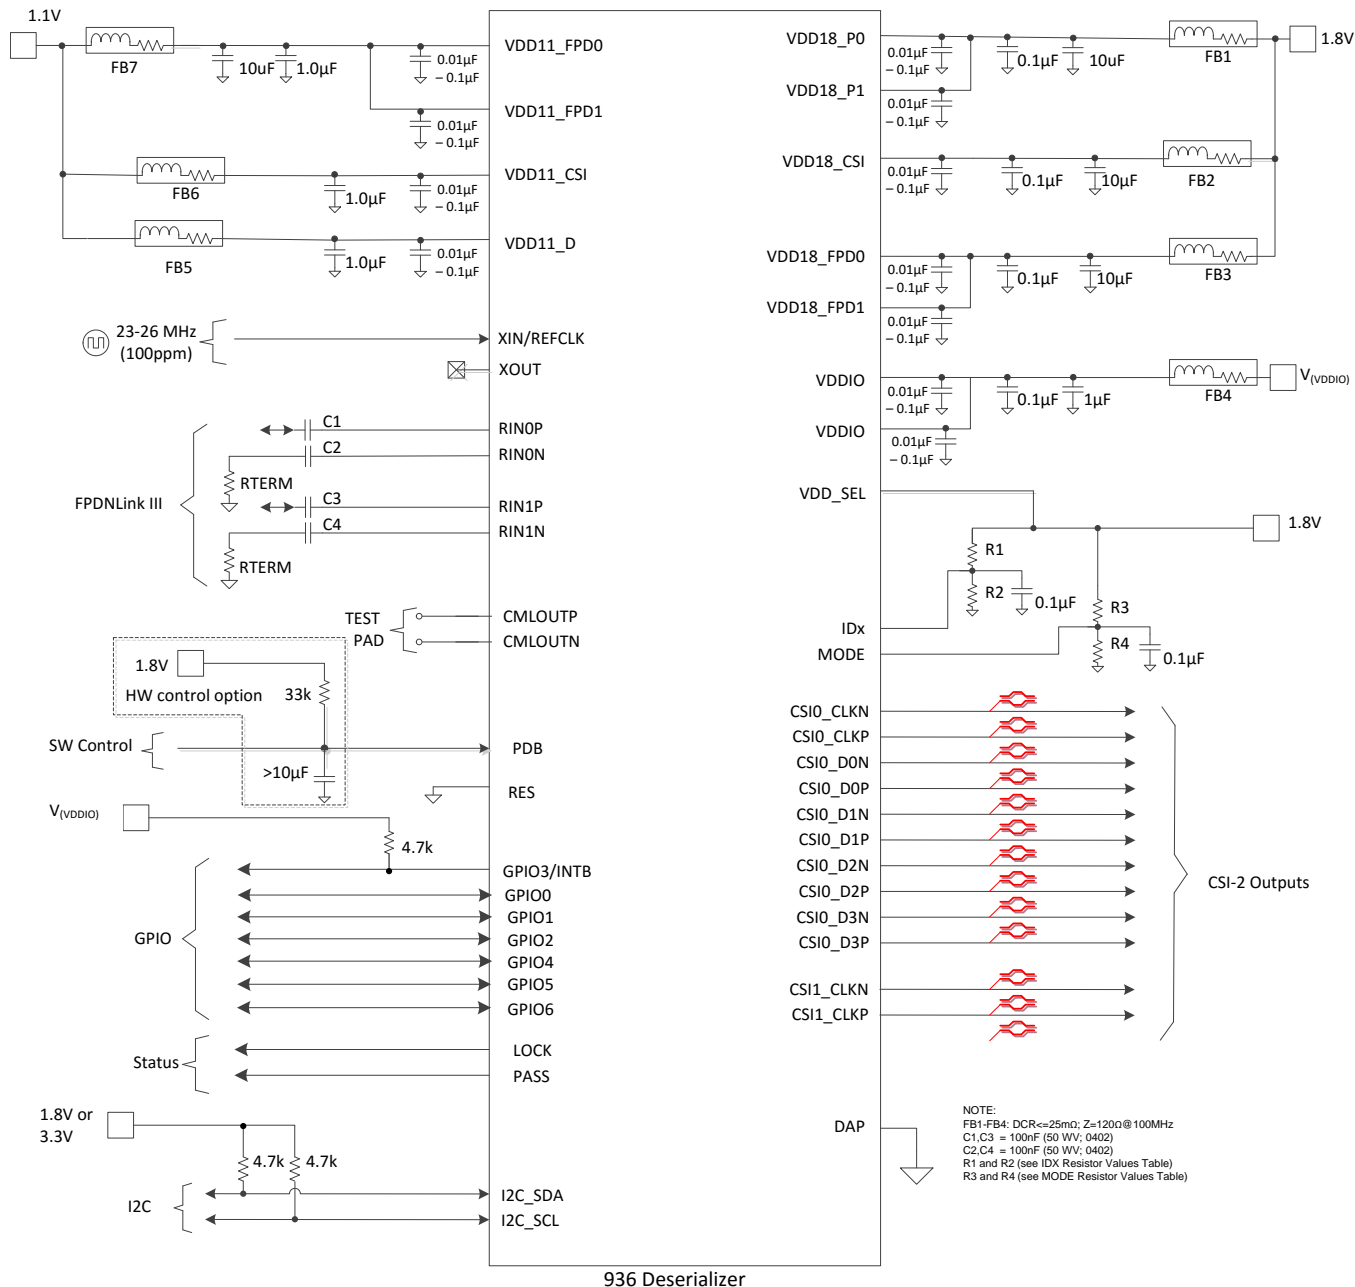 1.1V
FB7
10uF
1.0µF
0.01µF
– 0.1µF
VDD11_FPD0
0.01µF
– 0.1µF
VDD11_FPD1
FB6
1.0µF
0.01µF
– 0.1µF
VDD11_CSI
FB5
1.0µF
0.01µF
– 0.1µF
VDD11_D
23-26 MHz
(100ppm)
XIN/REFCLK
XOUT
FPDNLink III
C1
RIN0P
C2
RIN0N
RTERM
C3
RIN1P
C4
RIN1N
RTERM
TEST
PAD
CMLOUTP
CMLOUTN
1.8V
HW control option
33k
SW Control
PDB
>10µF
RES
V(VDDIO)
4.7k
GPIO
GPIO3/INTB
GPIO0
GPIO1
GPIO2
GPIO4
GPIO5
GPIO6
Status
LOCK
PASS
1.8V or
3.3V
4.7k
4.7k
I2C
I2C_SDA
I2C_SCL
VDD18_P0
0.01µF
– 0.1µF
0.1µF
10uF
FB1
1.8V
VDD18_P1
0.01µF
– 0.1µF
VDD18_CSI
0.01µF
– 0.1µF
0.1µF
10µF
FB2
VDD18_FPD0
0.01µF
– 0.1µF
0.1µF
10µF
FB3
VDD18_FPD1
0.01µF
– 0.1µF
VDDIO
0.01µF
– 0.1µF
0.1µF
1µF
FB4
V(VDDIO)
VDDIO
0.01µF
– 0.1µF
VDD_SEL
1.8V
R1
R2
0.1µF
R3
R4
0.1µF
IDx
MODE
CSI0_CLKN
CSI0_CLKP
CSI0_D0N
CSI0_D0P
CSI0_D1N
CSI0_D1P
CSI0_D2N
CSI0_D2P
CSI0_D3N
CSI0_D3P
CSI1_CLKN
CSI1_CLKP
CSI-2 Outputs
DAP
NOTE:
FB1-FB4: DCR<=25mΩ; Z=120Ω@100MHz
C1,C3 = 100nF (50 WV; 0402)
C2,C4 = 100nF (50 WV; 0402)
R1 and R2 (see IDX Resistor Values Table)
R3 and R4 (see MODE Resistor Values Table)
936 Deserializer